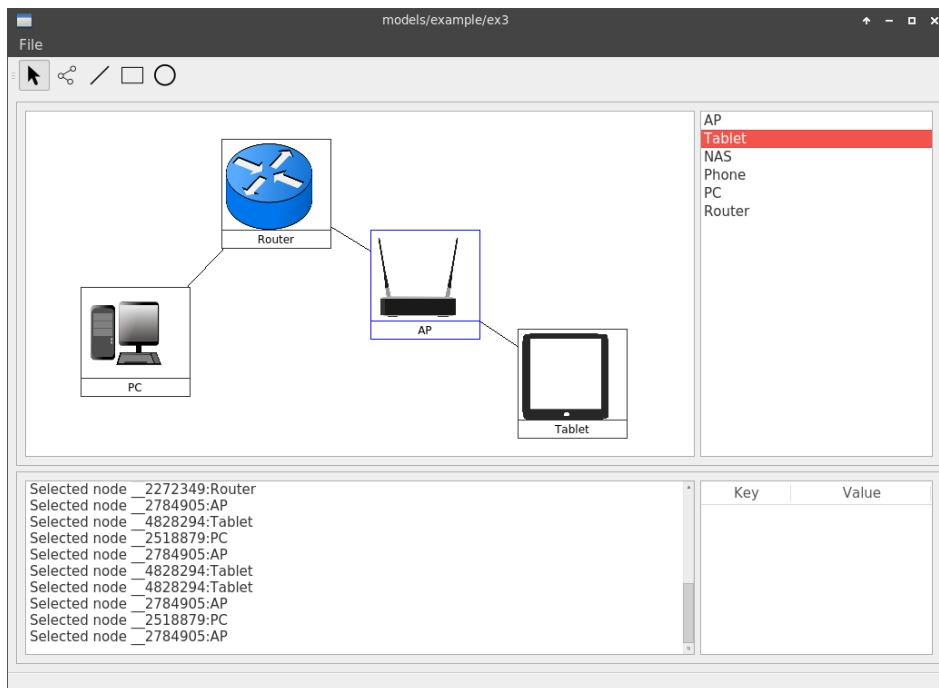 models/example/ex3
File
Router
AP
PC
Tablet
AP
Tablet
NAS
Phone
PC
Router
Selected node __2272349:Router
Selected node __2784905:AP
Selected node __4828294:Tablet
Selected node __2518879:PC
Selected node __2784905:AP
Selected node __4828294:Tablet
Selected node __4828294:Tablet
Selected node __2784905:AP
Selected node __2518879:PC
Selected node __2784905:AP
Key Value